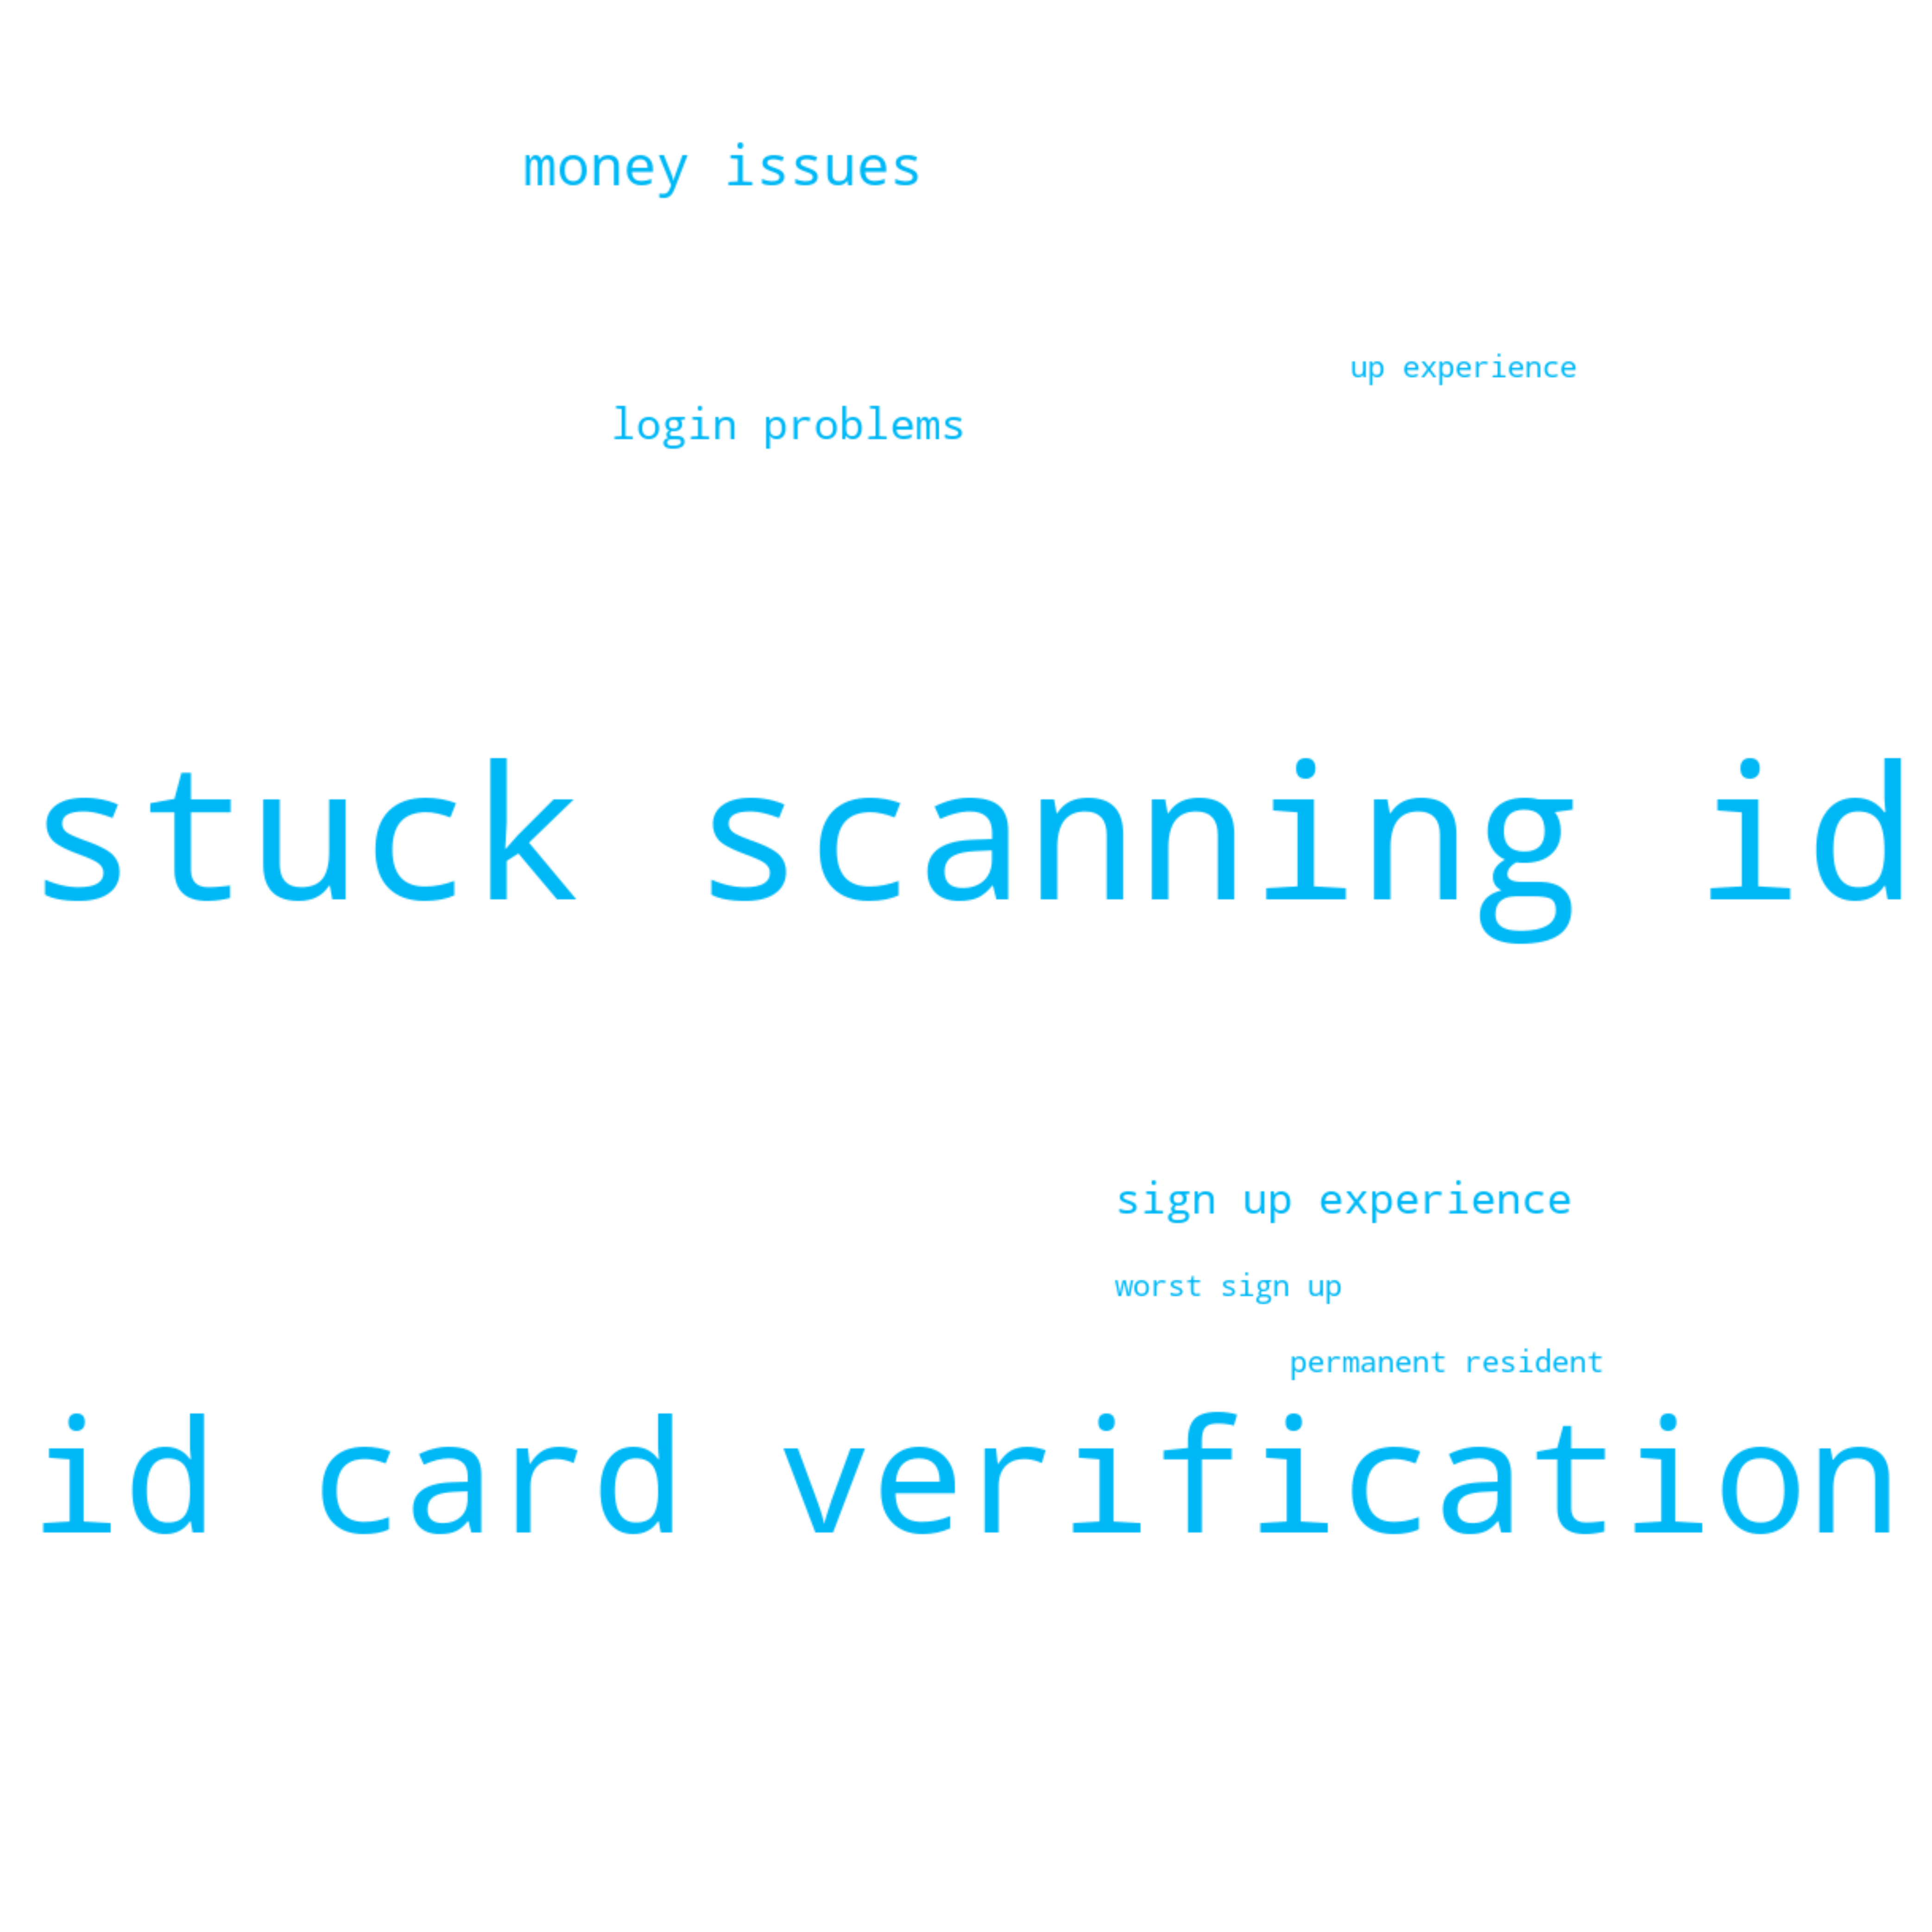 money issues
up experience
login problems
stuck scanning id
sign up experience
worst sign up
permanent resident
id card verification